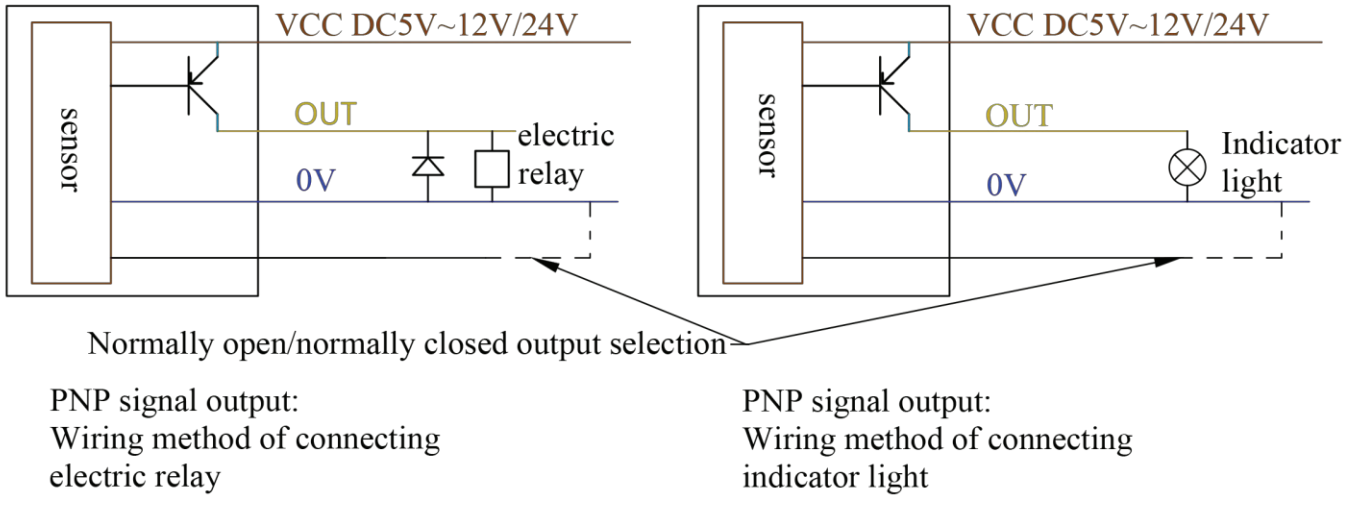 VCC DC5V~12V/24V
sensor
OUT
electric
relay
0V
VCC DC5V~12V/24V
sensor
OUT
Indicator
light
0V
Normally open/normally closed output selection
PNP signal output:
Wiring method of connecting
electric relay
PNP signal output:
Wiring method of connecting
indicator light